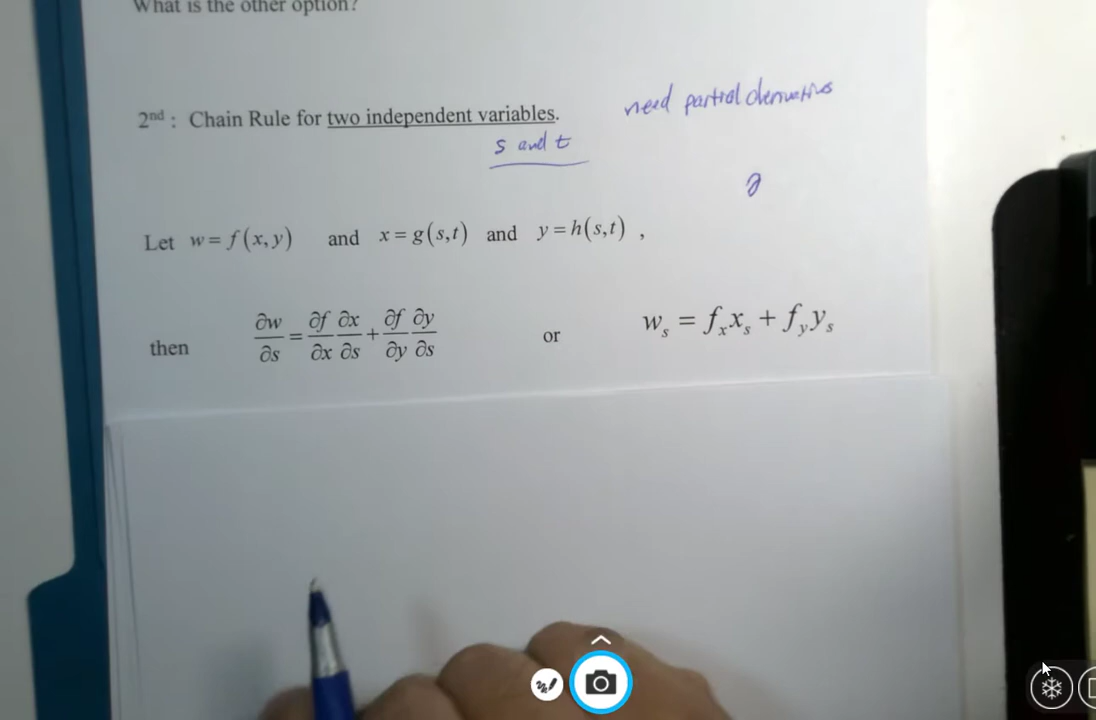 What is the other option?
2nd : Chain Rule for two independent variables.
need partial derivatives
s and t
∂
Let w = f(x,y) and x = g(s,t) and y = h(s,t) ,
then ∂w/∂s = ∂f/∂x ∂x/∂s + ∂f/∂y ∂y/∂s or w_s = f_x x_s + f_y y_s